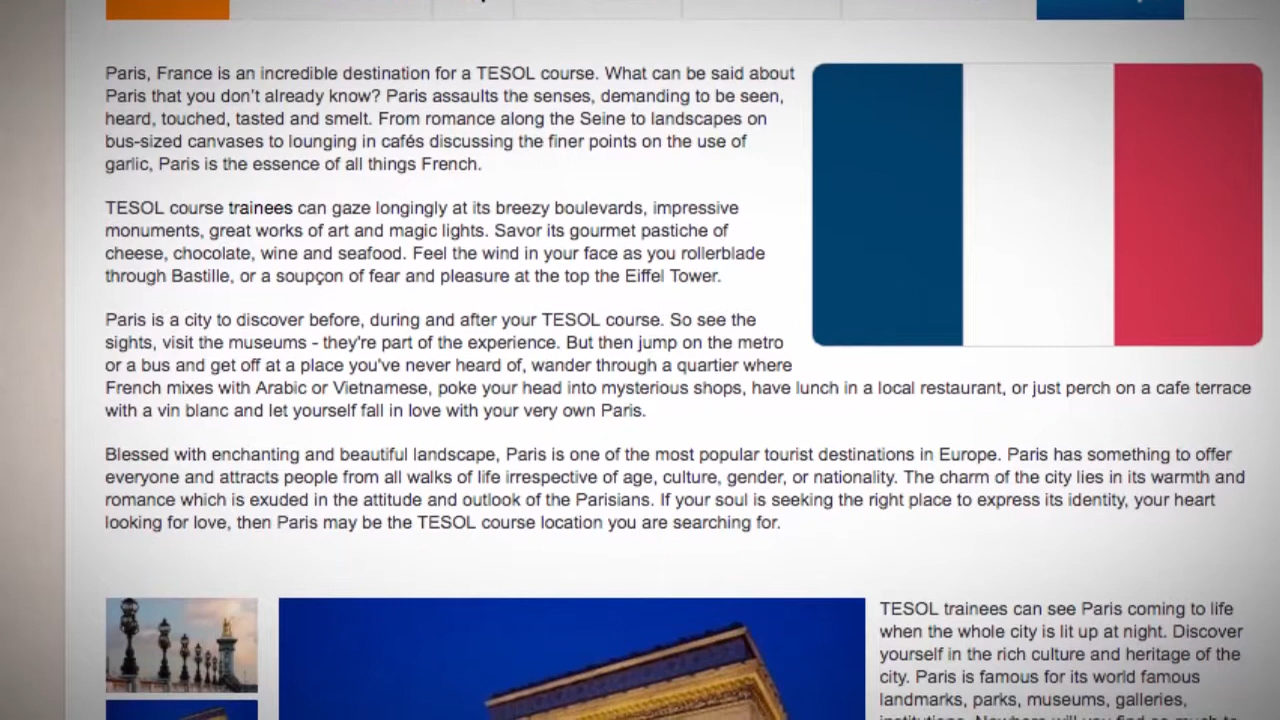 Paris, France is an incredible destination for a TESOL course. What can be said about
Paris that you don't already know? Paris assaults the senses, demanding to be seen,
heard, touched, tasted and smelt. From romance along the Seine to landscapes on
bus-sized canvases to lounging in cafés discussing the finer points on the use of
garlic, Paris is the essence of all things French.
TESOL course trainees can gaze longingly at its breezy boulevards, impressive
monuments, great works of art and magic lights. Savor its gourmet pastiche of
cheese, chocolate, wine and seafood. Feel the wind in your face as you rollerblade
through Bastille, or a soupçon of fear and pleasure at the top the Eiffel Tower.
Paris is a city to discover before, during and after your TESOL course. So see the
sights, visit the museums - they're part of the experience. But then jump on the metro
or a bus and get off at a place you've never heard of, wander through a quartier where
French mixes with Arabic or Vietnamese, poke your head into mysterious shops, have lunch in a local restaurant, or just perch on a cafe terrace
with a vin blanc and let yourself fall in love with your very own Paris.
Blessed with enchanting and beautiful landscape, Paris is one of the most popular tourist destinations in Europe. Paris has something to offer
everyone and attracts people from all walks of life irrespective of age, culture, gender, or nationality. The charm of the city lies in its warmth and
romance which is exuded in the attitude and outlook of the Parisians. If your soul is seeking the right place to express its identity, your heart
looking for love, then Paris may be the TESOL course location you are searching for.
TESOL trainees can see Paris coming to life
when the whole city is lit up at night. Discover
yourself in the rich culture and heritage of the
city. Paris is famous for its world famous
landmarks, parks, museums, galleries,